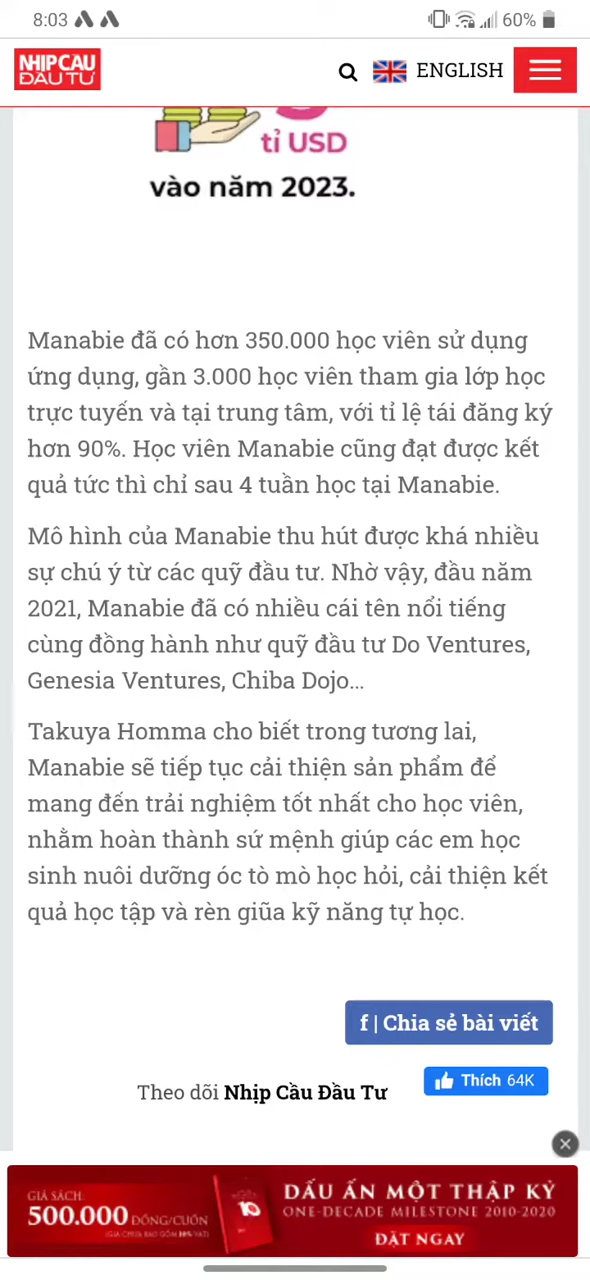 8:03
60%
NHỊP CẦU
ĐẦU TƯ
ENGLISH
tỉ USD
vào năm 2023.
Manabie đã có hơn 350.000 học viên sử dụng
ứng dụng, gần 3.000 học viên tham gia lớp học
trực tuyến và tại trung tâm, với tỉ lệ tái đăng ký
hơn 90%. Học viên Manabie cũng đạt được kết
quả tức thì chỉ sau 4 tuần học tại Manabie.
Mô hình của Manabie thu hút được khá nhiều
sự chú ý từ các quỹ đầu tư. Nhờ vậy, đầu năm
2021, Manabie đã có nhiều cái tên nổi tiếng
cùng đồng hành như quỹ đầu tư Do Ventures,
Genesia Ventures, Chiba Dojo...
Takuya Homma cho biết trong tương lai,
Manabie sẽ tiếp tục cải thiện sản phẩm để
mang đến trải nghiệm tốt nhất cho học viên,
nhằm hoàn thành sứ mệnh giúp các em học
sinh nuôi dưỡng óc tò mò học hỏi, cải thiện kết
quả học tập và rèn giũa kỹ năng tự học.
f | Chia sẻ bài viết
Theo dõi Nhịp Cầu Đầu Tư
Thích 64K
GIÁ SÁCH:
500.000 ĐỒNG/CUỐN
(GIÁ CHƯA BAO GỒM 10% VAT)
10
DẤU ẤN MỘT THẬP KỶ
ONE-DECADE MILESTONE 2010-2020
ĐẶT NGAY